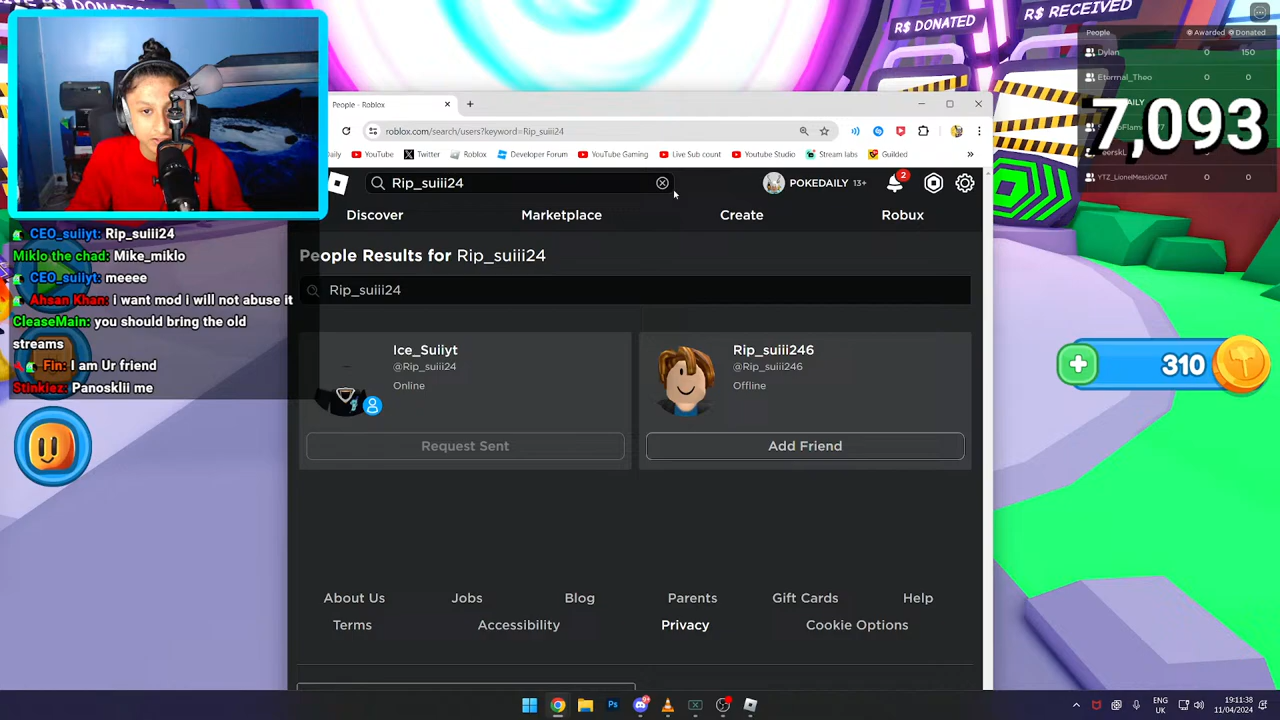 R$ DONATED
R$ RECEIVED
People
Awarded
Donated
Dylan
0
150
Eternal_Theo
0
0
7,093
YTZ_LionelMessiGOAT
0
0
People - Roblox
roblox.com/search/users?keyword=Rip_suiii24
YouTube
Twitter
Roblox
Developer Forum
YouTube Gaming
Live Sub count
Youtube Studio
Stream labs
Guilded
»
Rip_suiii24
POKEDAILY 13+
2
Discover
Marketplace
Create
Robux
People Results for Rip_suiii24
Rip_suiii24
Ice_Suiiyt
@Rip_suiii24
Online
Request Sent
Rip_suiii246
@Rip_suiii246
Offline
Add Friend
CEO_suiiyt: Rip_suiii24
Miklo the chad: Mike_miklo
CEO_suiiyt: meeee
Ahsan Khan: i want mod i will not abuse it
CleaseMain: you should bring the old
streams
Fin: I am Ur friend
Stinkiez: Panosklii me
310
About Us
Jobs
Blog
Parents
Gift Cards
Help
Terms
Accessibility
Privacy
Cookie Options
ENG
UK
19:11:38
11/04/2024